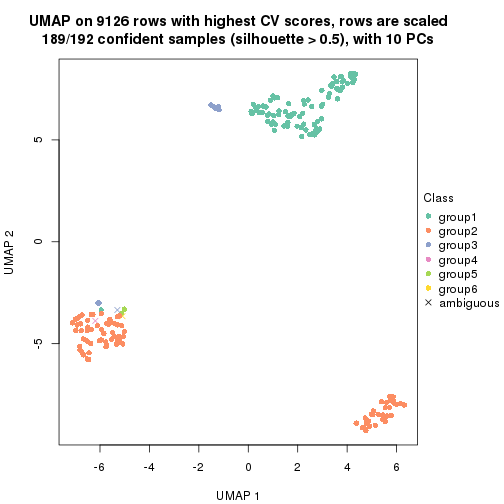 UMAP on 9126 rows with highest CV scores, rows are scaled
189/192 confident samples (silhouette > 0.5), with 10 PCs
5
0
-5
UMAP 2
-6
-4
-2
0
2
4
6
UMAP 1
Class
group1
group2
group3
group4
group5
group6
ambiguous